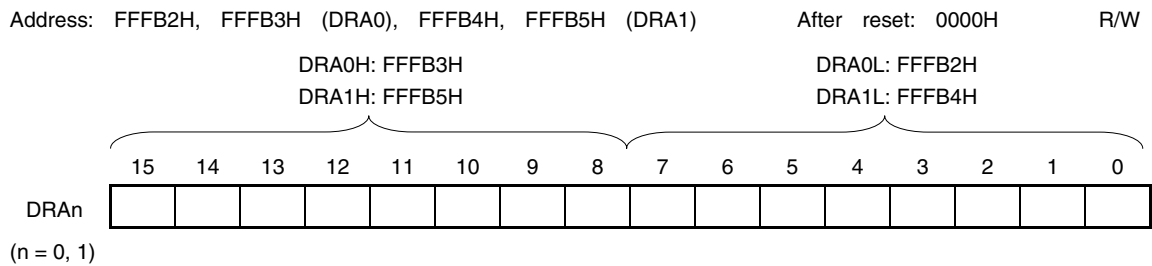 Address: FFFB2H, FFFB3H (DRA0), FFFB4H, FFFB5H (DRA1) After reset: 0000H R/W
DRA0H: FFFB3H DRA0L: FFFB2H
DRA1H: FFFB5H DRA1L: FFFB4H
15 14 13 12 11 10 9 8 7 6 5 4 3 2 1 0
DRAn
(n = 0, 1)